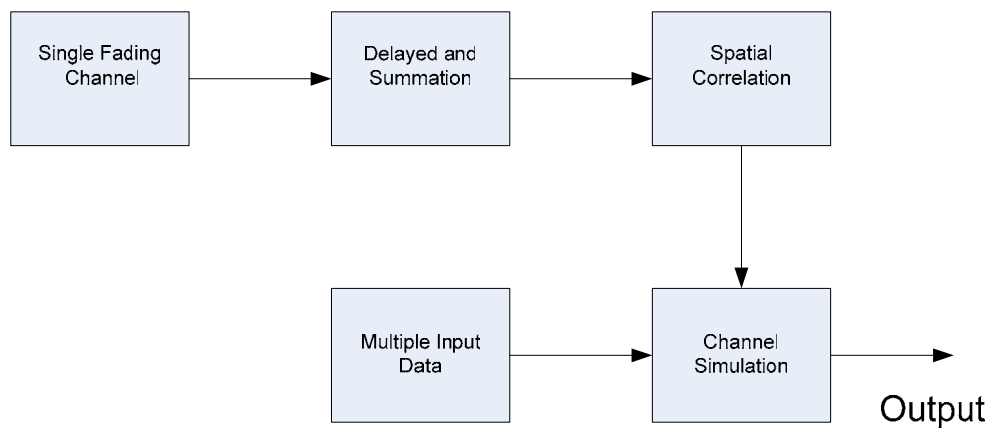 Single Fading
Channel
Delayed and
Summation
Spatial
Correlation
Multiple Input
Data
Channel
Simulation
Output